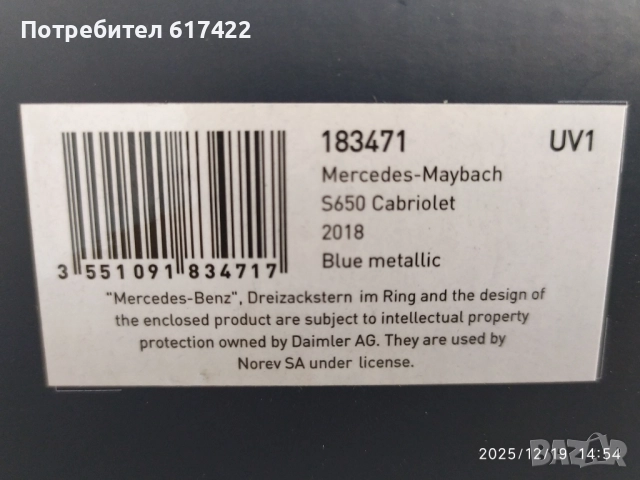 Потребител 617422
183471 UV1
Mercedes-Maybach
S650 Cabriolet
2018
Blue metallic
3 551091 834717
"Mercedes-Benz", Dreizackstern im Ring and the design of
the enclosed product are subject to intellectual property
protection owned by Daimler AG. They are used by
Norev SA under license.
2025/12/19 14:54
bazar